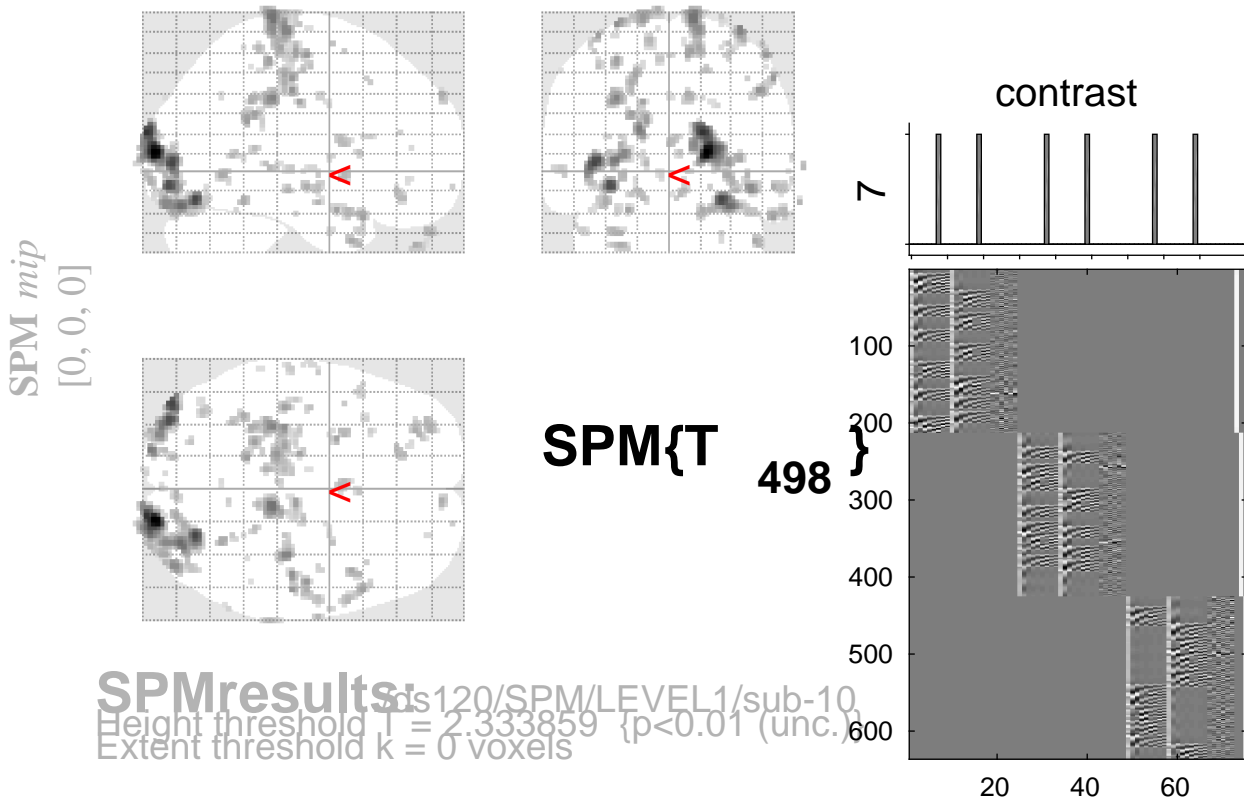 SPM mip
[0, 0, 0]
<
<
<
SPM{T 498 }
contrast
7
100
200
300
400
500
600
20 40 60
SPMresults: /ds120/SPM/LEVEL1/sub-10
Height threshold T = 2.333859 {p<0.01 (unc.)}
Extent threshold k = 0 voxels